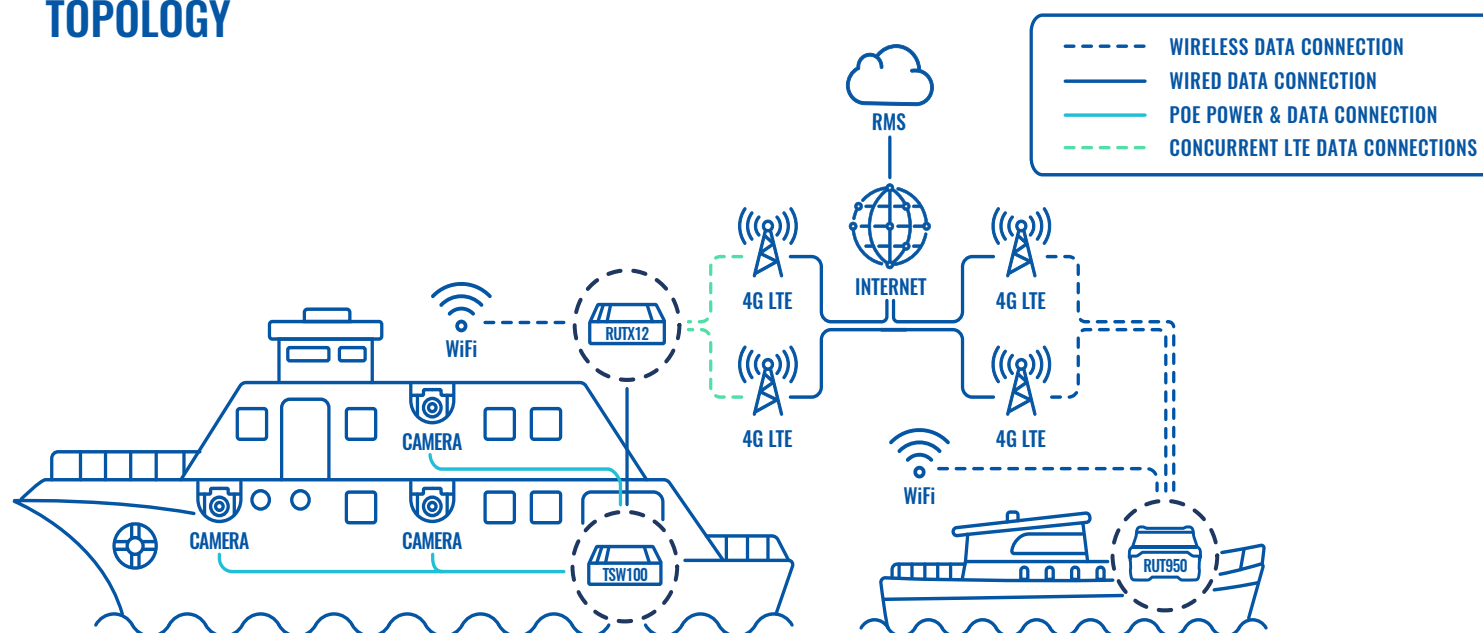 TOPOLOGY
WIRELESS DATA CONNECTION
WIRED DATA CONNECTION
POE POWER & DATA CONNECTION
CONCURRENT LTE DATA CONNECTIONS
RMS
INTERNET
4G LTE
4G LTE
RUTX12
WiFi
4G LTE
4G LTE
CAMERA
WiFi
CAMERA
CAMERA
TSW100
RUT950